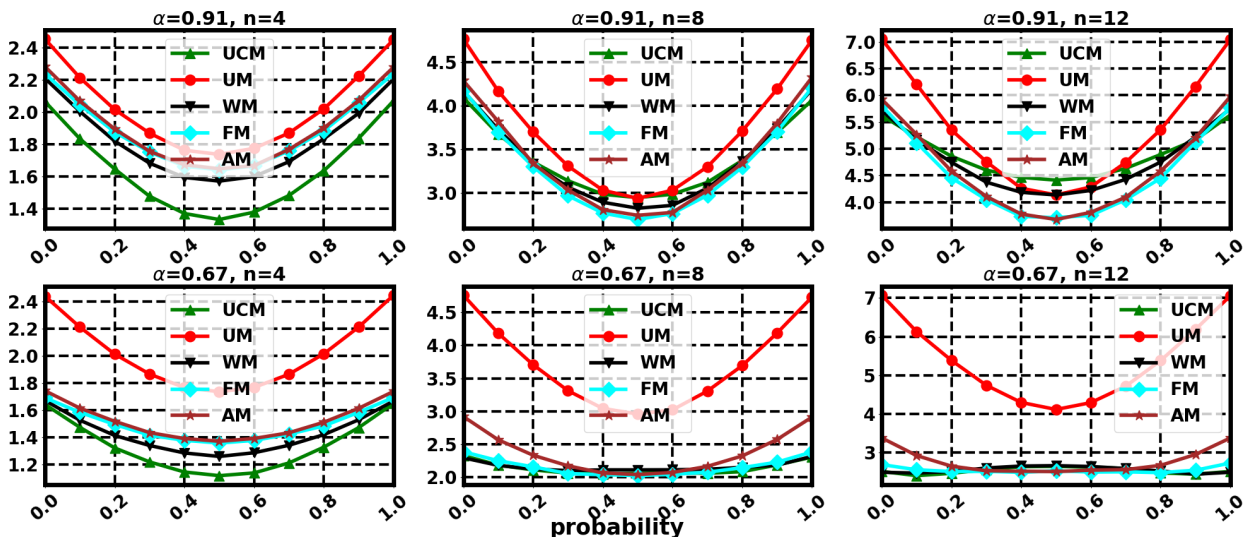 α=0.91, n=4
2.4
2.2
2.0
1.8
1.6
1.4
0.0 0.2 0.4 0.6 0.8 1.0
UCM
UM
WM
FM
AM
α=0.91, n=8
4.5
4.0
3.5
3.0
0.0 0.2 0.4 0.6 0.8 1.0
UCM
UM
WM
FM
AM
α=0.91, n=12
7.0
6.5
6.0
5.5
5.0
4.5
4.0
0.0 0.2 0.4 0.6 0.8 1.0
UCM
UM
WM
FM
AM
α=0.67, n=4
2.4
2.2
2.0
1.8
1.6
1.4
1.2
0.0 0.2 0.4 0.6 0.8 1.0
UCM
UM
WM
FM
AM
α=0.67, n=8
4.5
4.0
3.5
3.0
2.5
2.0
0.0 0.2 0.4 0.6 0.8 1.0
UCM
UM
WM
FM
AM
α=0.67, n=12
7
6
5
4
3
0.0 0.2 0.4 0.6 0.8 1.0
UCM
UM
WM
FM
AM
probability